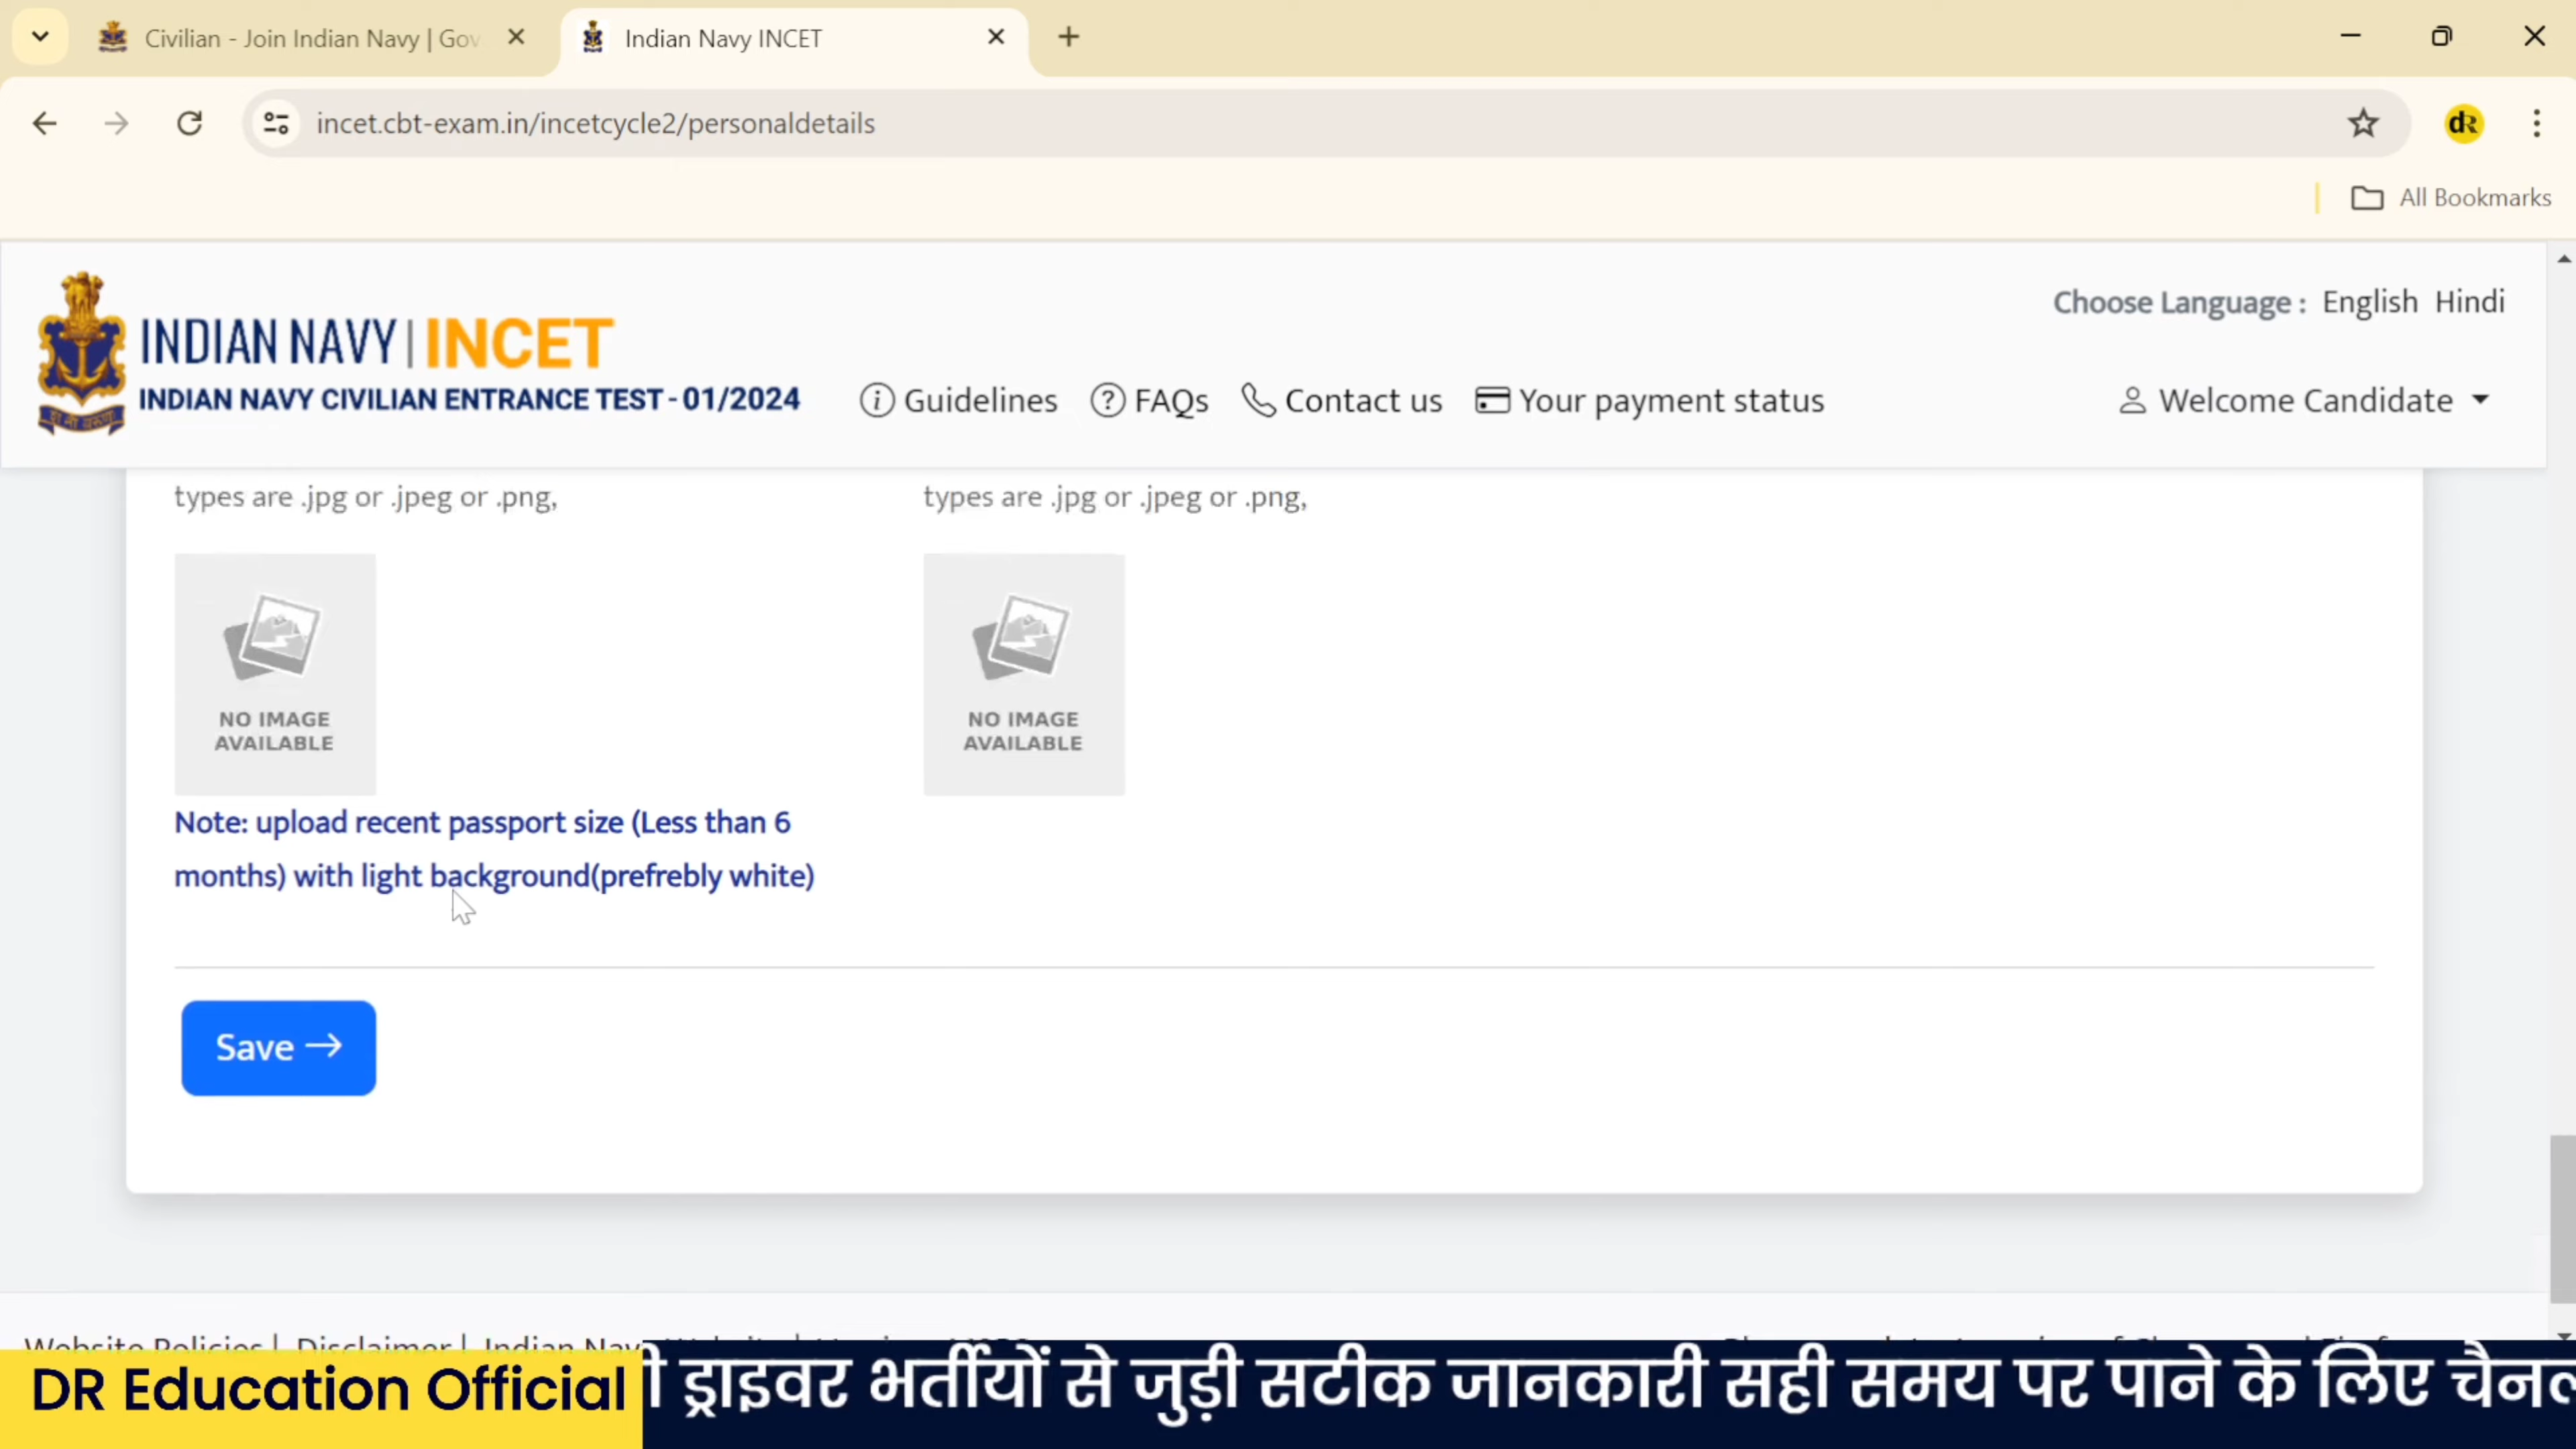 Civilian - Join Indian Navy | Gov
Indian Navy INCET
incet.cbt-exam.in/incetcycle2/personaldetails
dR
All Bookmarks
Choose Language : English Hindi
INDIAN NAVY | INCET
INDIAN NAVY CIVILIAN ENTRANCE TEST - 01/2024
Guidelines FAQs Contact us Your payment status Welcome Candidate
types are .jpg or .jpeg or .png,
types are .jpg or .jpeg or .png,
NO IMAGE
AVAILABLE
NO IMAGE
AVAILABLE
Note: upload recent passport size (Less than 6
months) with light background(prefrebly white)
Save
Website Policies | Disclaimer |
DR Education Official
ड्राइवर भर्तीयों से जुड़ी सटीक जानकारी सही समय पर पाने के लिए